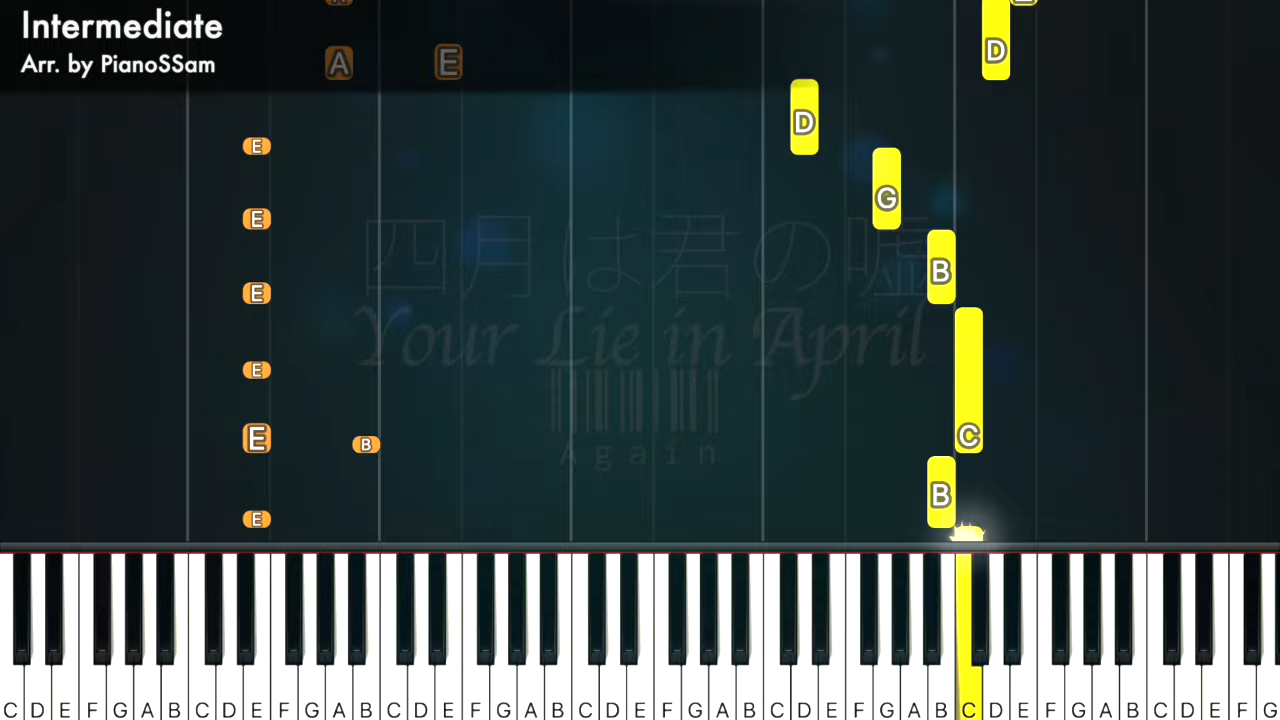 Intermediate
Arr. by PianoSSam
A E
D
D
E
G
E
B
E
C
E
E B
B
E
四月は君の嘘
Your Lie in April
Again
C D E F G A B C D E F G A B C D E F G A B C D E F G A B C D E F G A B C D E F G A B C D E F G